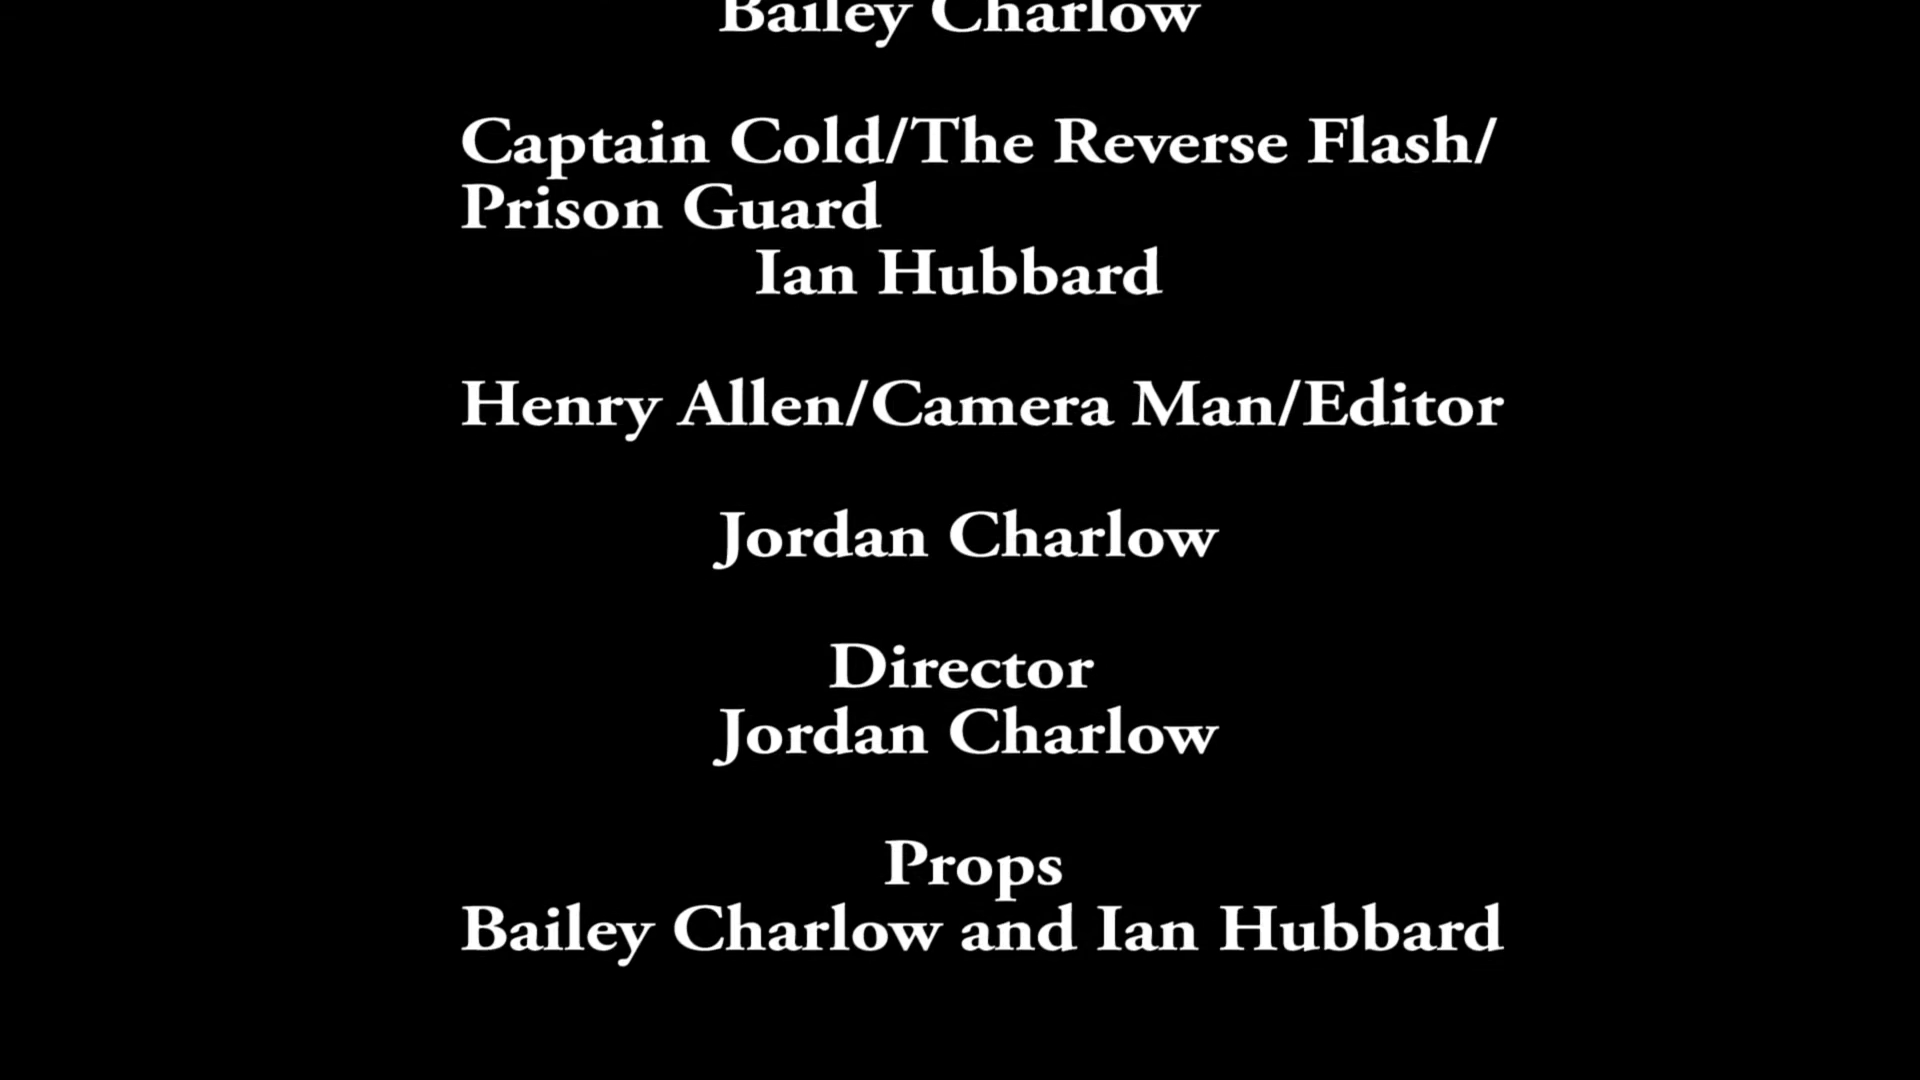 Bailey Charlow
Captain Cold/The Reverse Flash/
Prison Guard
Ian Hubbard
Henry Allen/Camera Man/Editor
Jordan Charlow
Director
Jordan Charlow
Props
Bailey Charlow and Ian Hubbard